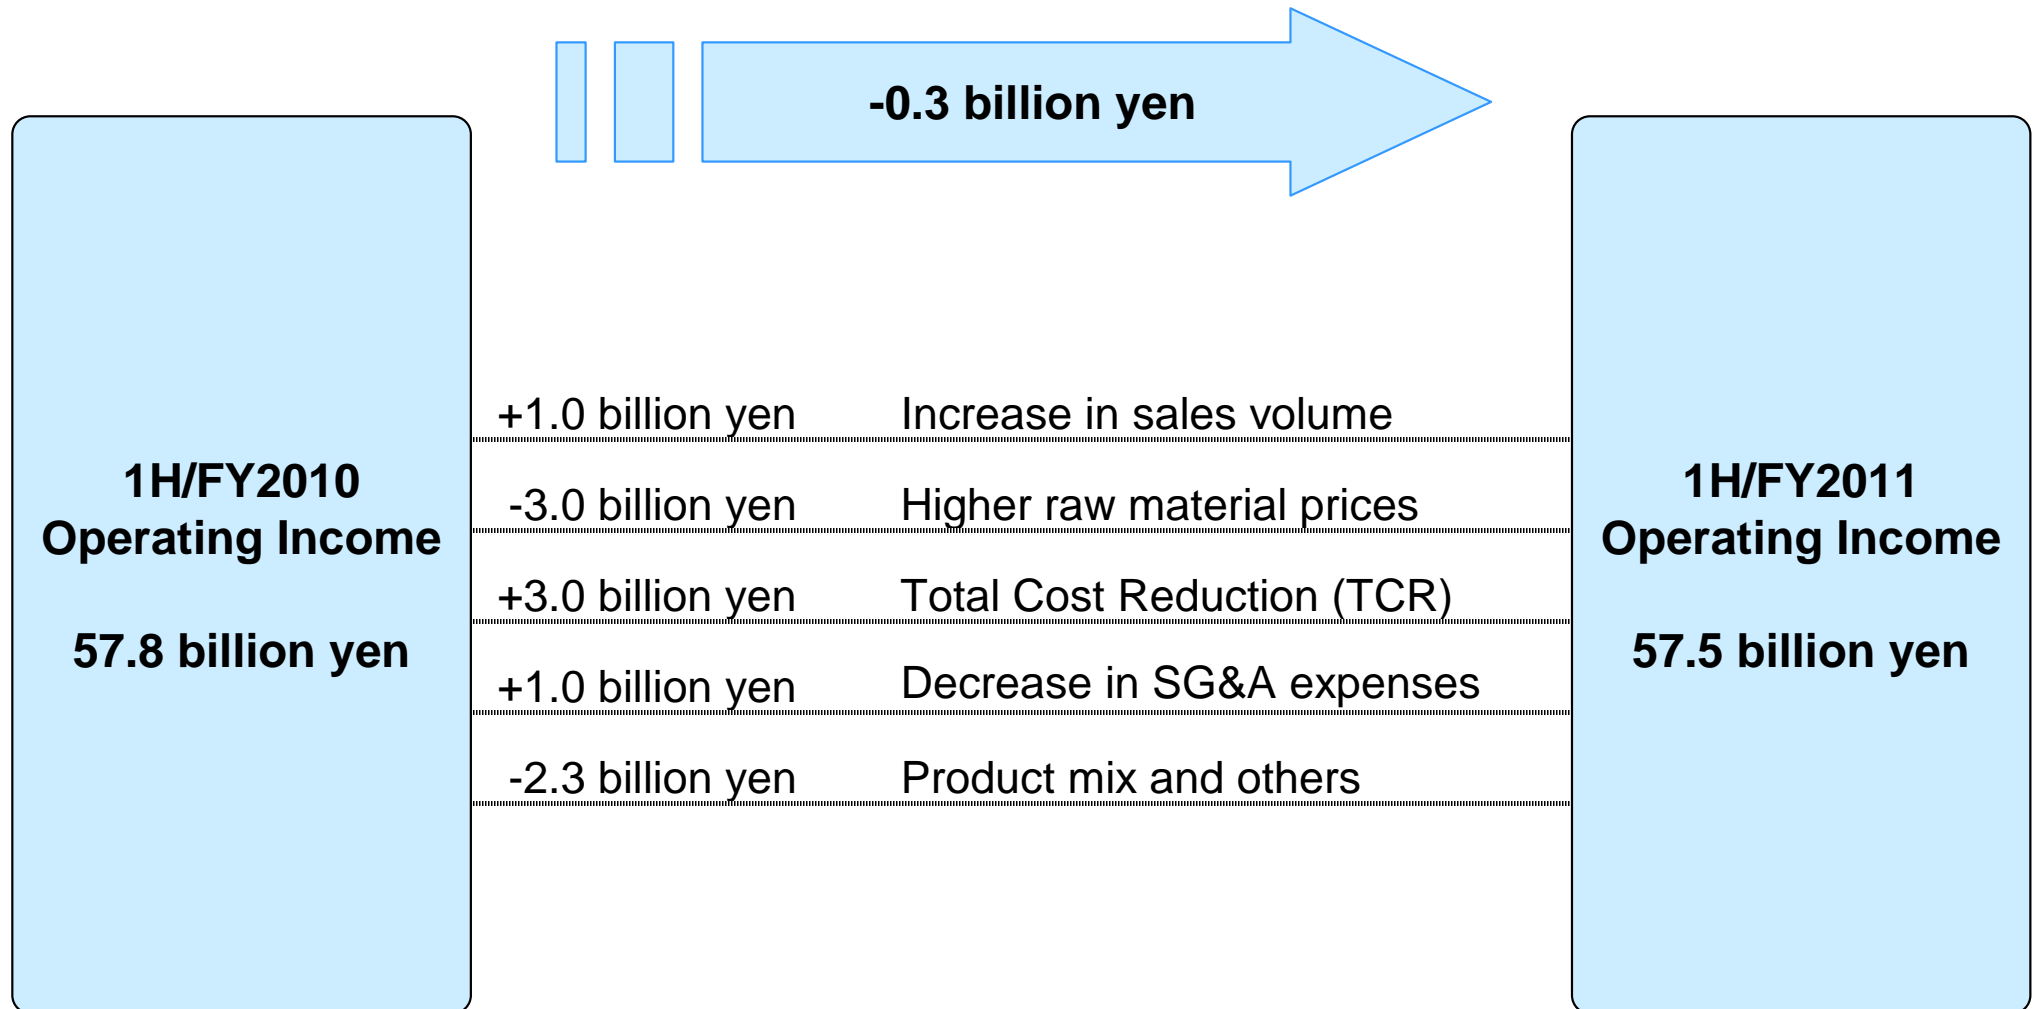 -0.3 billion yen
1H/FY2010
Operating Income
57.8 billion yen
+1.0 billion yen Increase in sales volume
-3.0 billion yen Higher raw material prices
+3.0 billion yen Total Cost Reduction (TCR)
+1.0 billion yen Decrease in SG&A expenses
-2.3 billion yen Product mix and others
1H/FY2011
Operating Income
57.5 billion yen